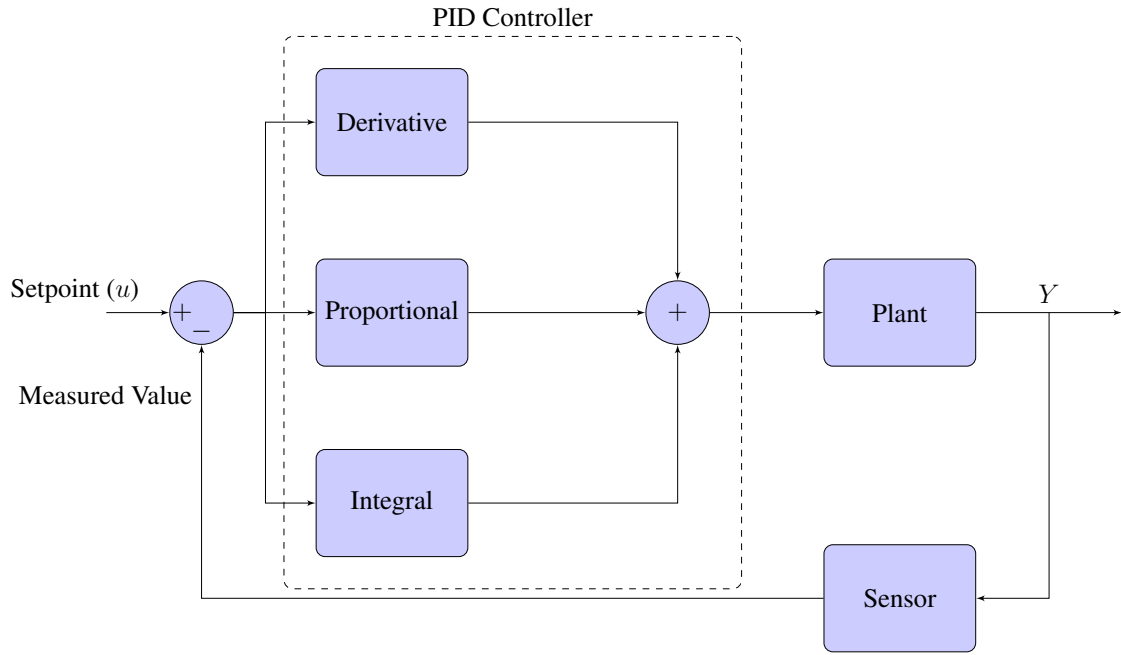 PID Controller
Derivative
Setpoint (u)
+
−
Proportional
+
Plant
Y
Measured Value
Integral
Sensor